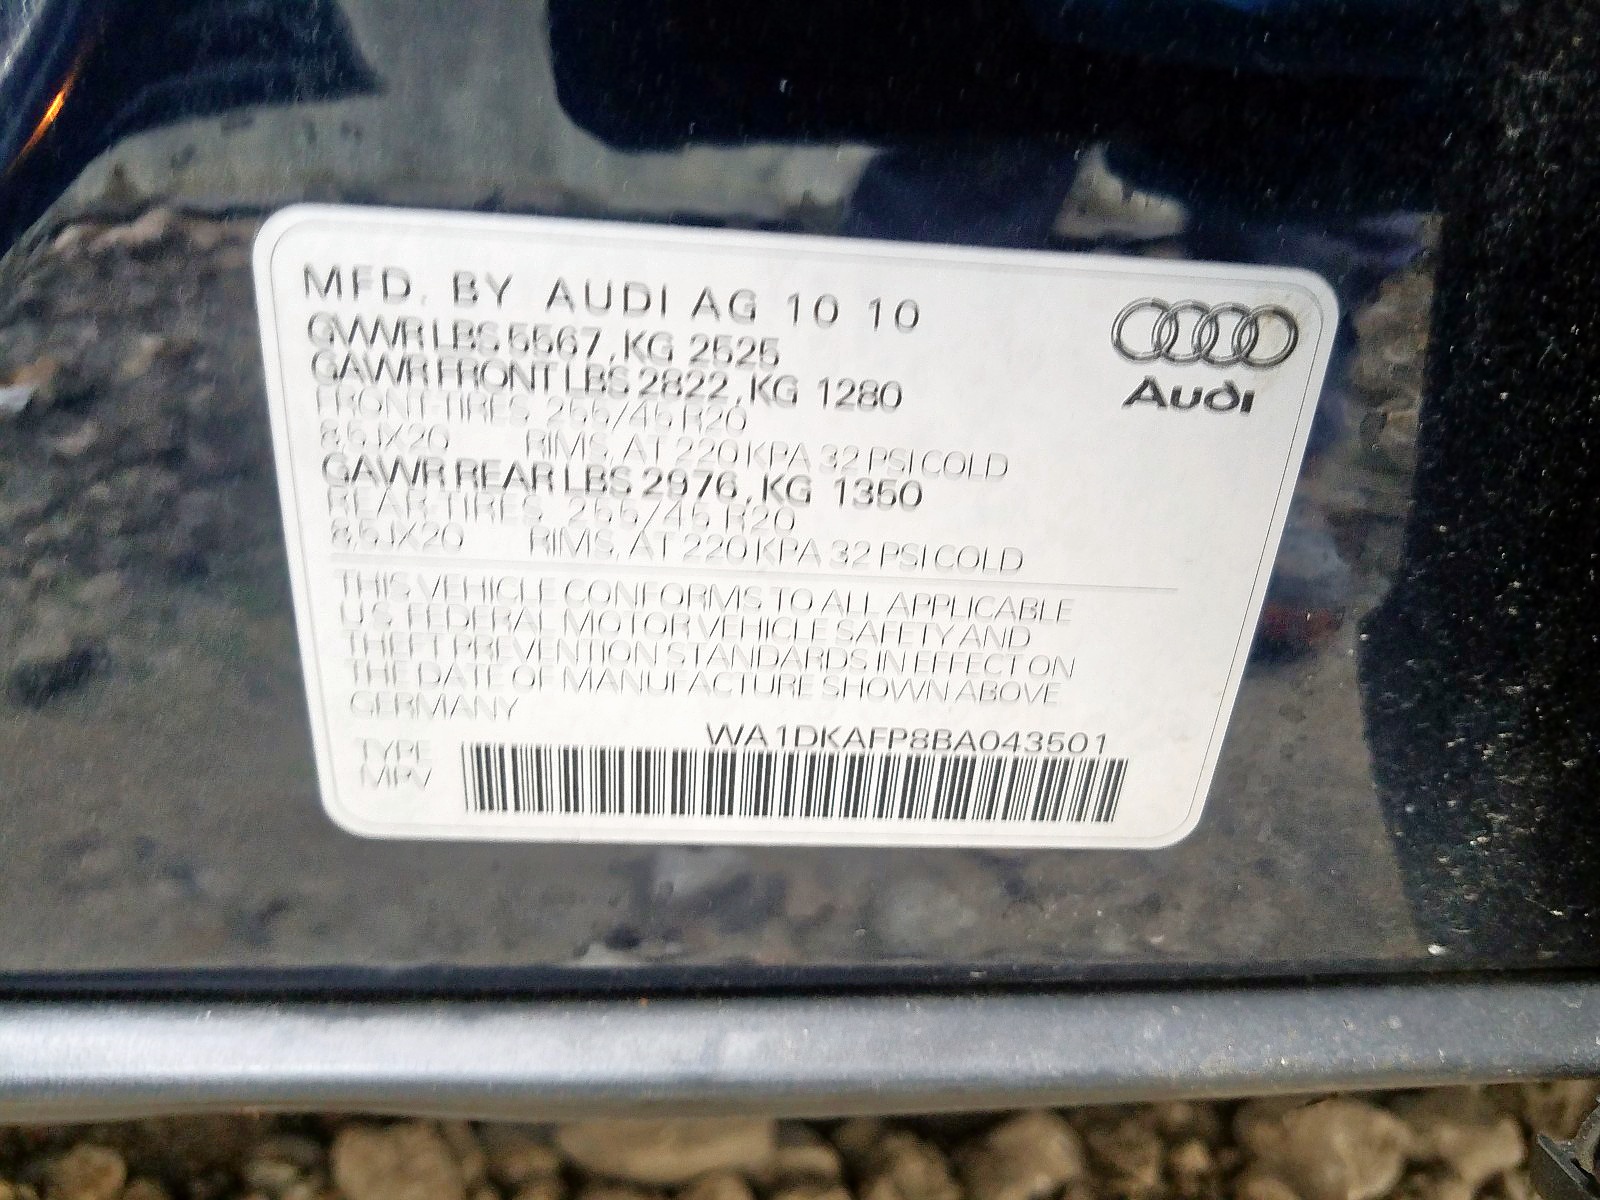 MFD. BY AUDI AG 10 10
GVWR LBS 5567, KG 2525
GAWR FRONT LBS 2822, KG 1280
FRONT-TIRES, 255/45 R20
8,5JX20 RIMS, AT 220 KPA 32 PSI COLD
GAWR REAR LBS 2976, KG 1350
REAR-TIRES, 255/45 R20
8,5JX20 RIMS, AT 220 KPA 32 PSI COLD
THIS VEHICLE CONFORMS TO ALL APPLICABLE
U.S. FEDERAL MOTOR VEHICLE SAFETY AND
THEFT PREVENTION STANDARDS IN EFFECT ON
THE DATE OF MANUFACTURE SHOWN ABOVE
GERMANY
WA1DKAFP8BA043501
TYPE
MPV
Audi